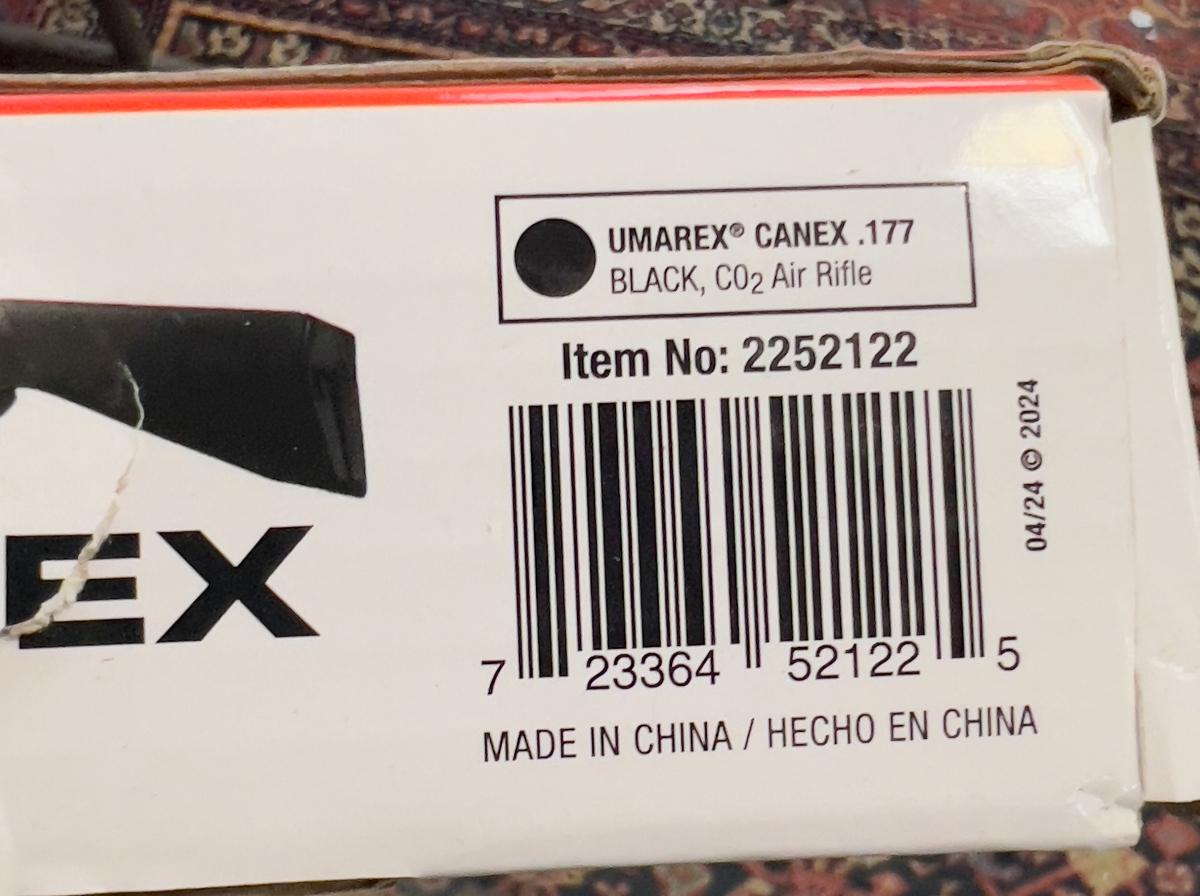 UMAREX® CANEX .177
BLACK, CO₂ Air Rifle
Item No: 2252122
04/24 © 2024
EX
7 23364 52122 5
MADE IN CHINA / HECHO EN CHINA